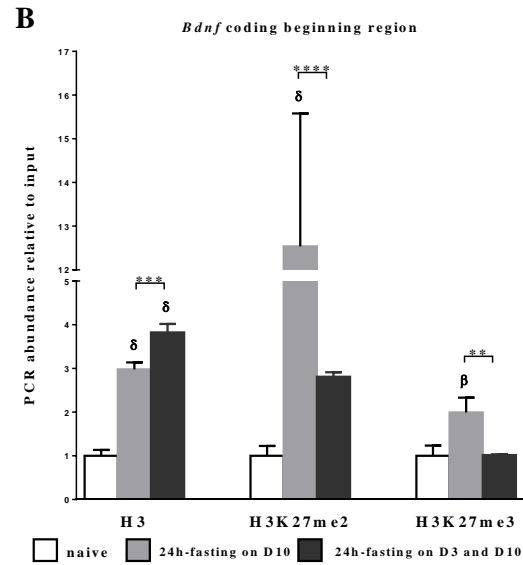 B
Bdnf coding beginning region
PCR abundance relative to input
17
16
15
14
13
12
5
4
3
2
1
0
***
δ
δ
****
δ
**
β
H3
H3K27me2
H3K27me3
naive
24h-fasting on D10
24h-fasting on D3 and D10